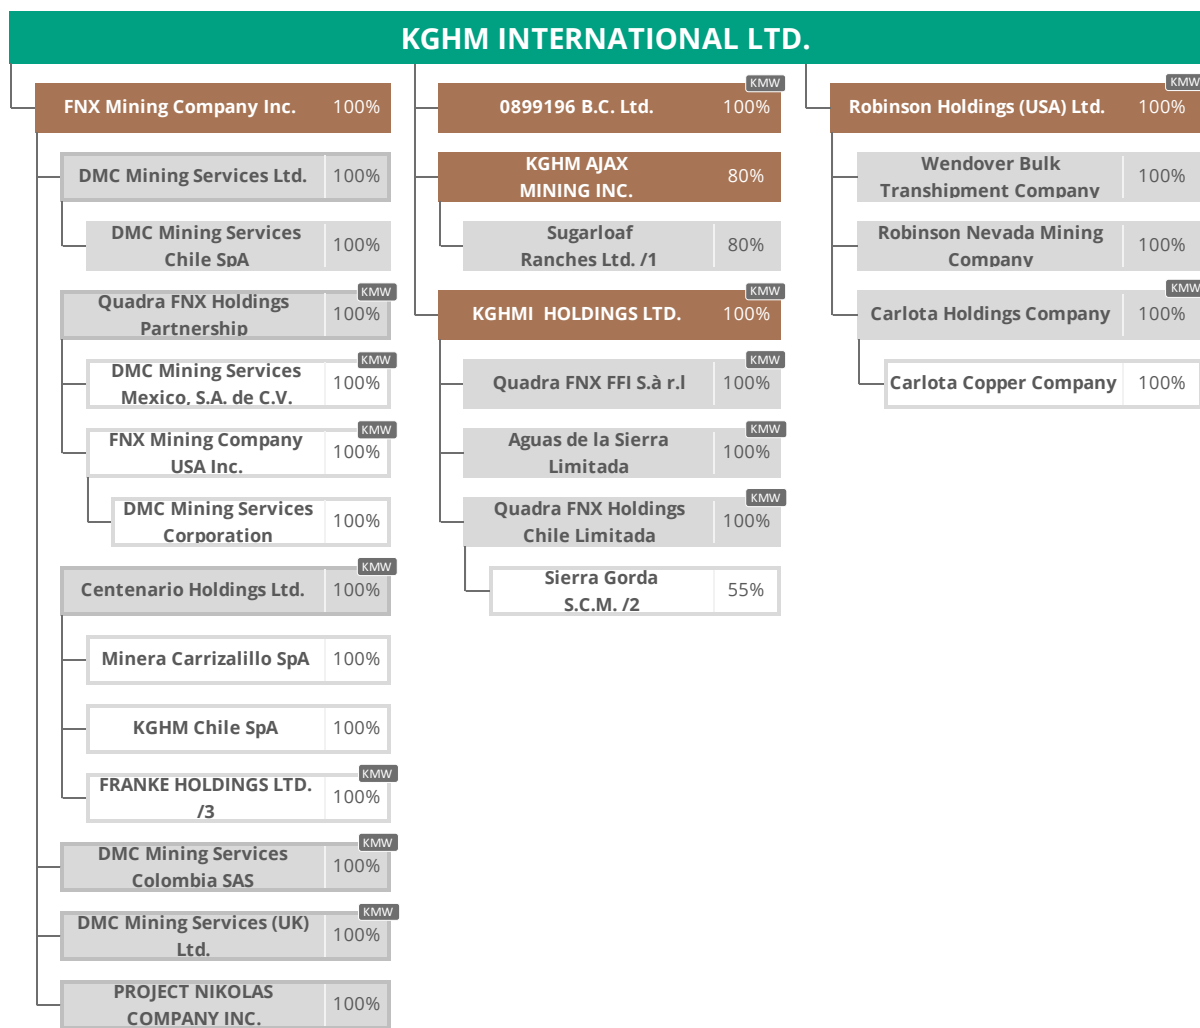 KGHM INTERNATIONAL LTD.
FNX Mining Company Inc. 100%
DMC Mining Services Ltd. 100%
DMC Mining Services
Chile SpA
100%
KMW
Quadra FNX Holdings
Partnership
100%
KMW
DMC Mining Services
Mexico, S.A. de C.V.
100%
KMW
FNX Mining Company
USA Inc.
100%
DMC Mining Services
Corporation
100%
KMW
Centenario Holdings Ltd. 100%
Minera Carrizalillo SpA 100%
KGHM Chile SpA 100%
KMW
FRANKE HOLDINGS LTD.
/3
100%
KMW
DMC Mining Services
Colombia SAS
100%
KMW
DMC Mining Services (UK)
Ltd.
100%
PROJECT NIKOLAS
COMPANY INC.
100%
KMW
0899196 B.C. Ltd. 100%
KGHM AJAX
MINING INC.
80%
Sugarloaf
Ranches Ltd. /1
80%
KMW
KGHMI HOLDINGS LTD. 100%
KMW
Quadra FNX FFI S.à r.l 100%
KMW
Aguas de la Sierra
Limitada
100%
KMW
Quadra FNX Holdings
Chile Limitada
100%
Sierra Gorda
S.C.M. /2
55%
KMW
Robinson Holdings (USA) Ltd. 100%
Wendover Bulk
Transhipment Company
100%
Robinson Nevada Mining
Company
100%
KMW
Carlota Holdings Company 100%
Carlota Copper Company 100%